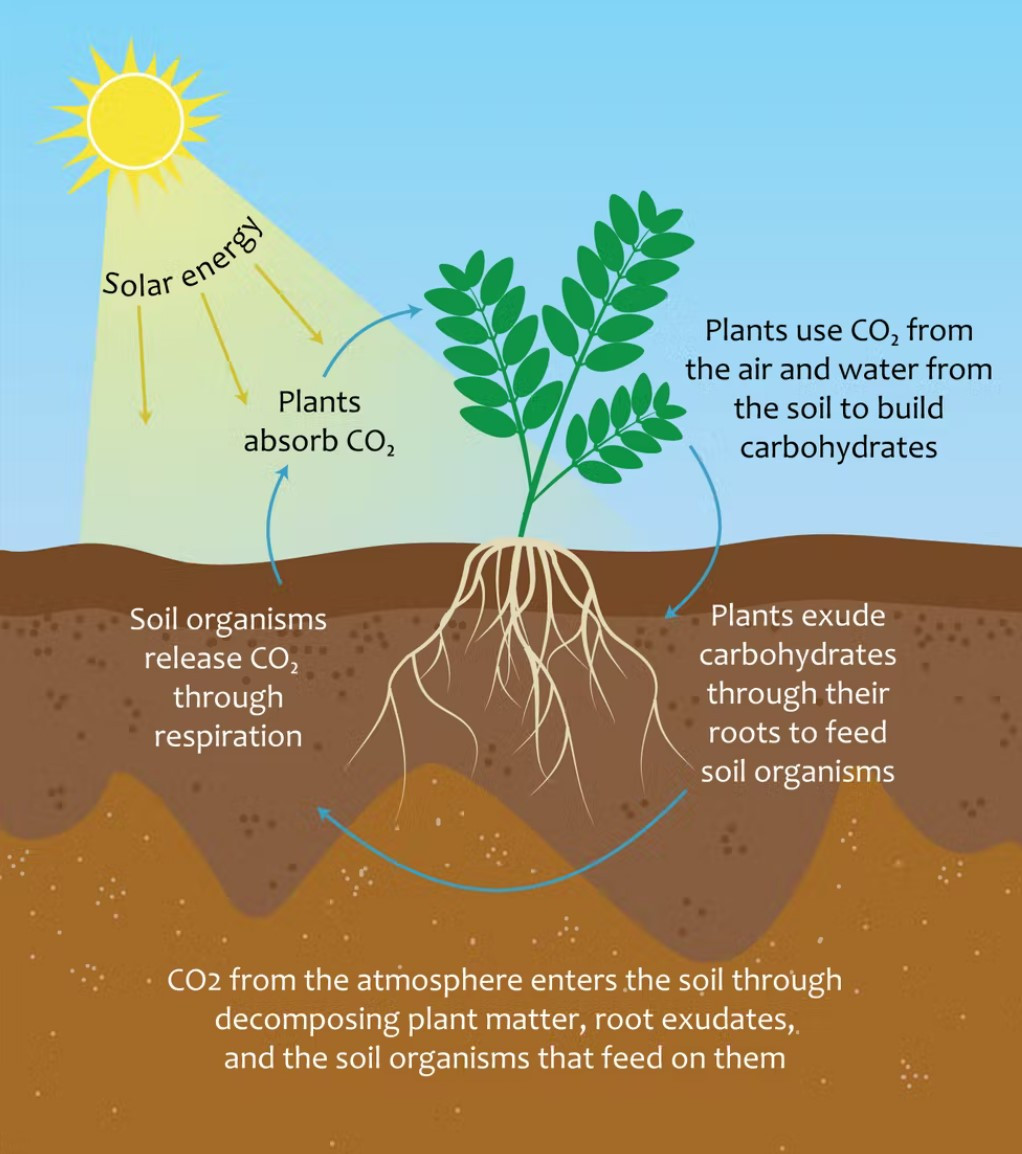 Solar energy
Plants
absorb CO₂
Plants use CO₂ from
the air and water from
the soil to build
carbohydrates
Soil organisms
release CO₂
through
respiration
Plants exude
carbohydrates
through their
roots to feed
soil organisms
CO2 from the atmosphere enters the soil through
decomposing plant matter, root exudates,
and the soil organisms that feed on them